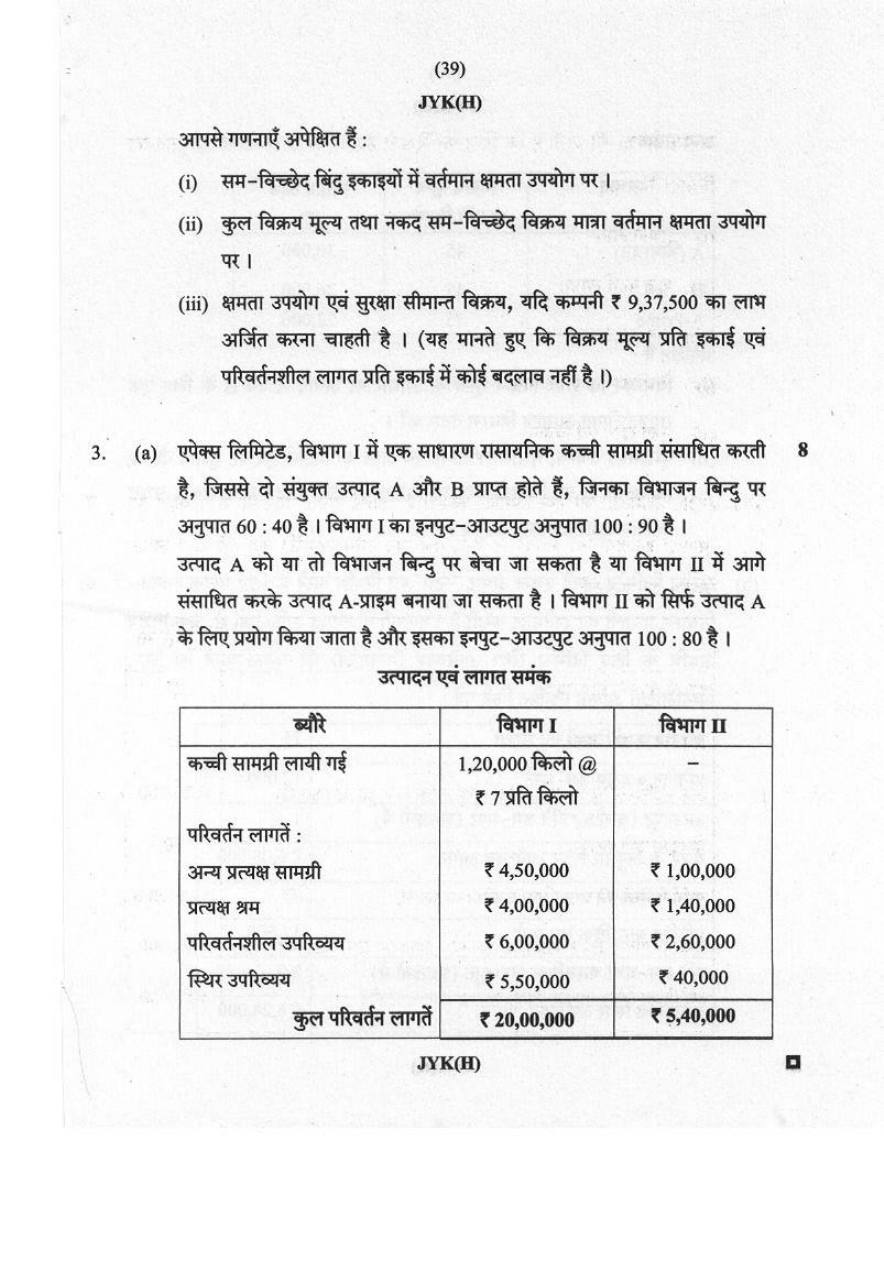 (39)
JYK(H)
आपसे गणनाएँ अपेक्षित हैं :
(i) सम-विच्छेद बिंदु इकाइयों में वर्तमान क्षमता उपयोग पर ।
(ii) कुल विक्रय मूल्य तथा नकद सम-विच्छेद विक्रय मात्रा वर्तमान क्षमता उपयोग
पर ।
(iii) क्षमता उपयोग एवं सुरक्षा सीमान्त विक्रय, यदि कम्पनी ₹ 9,37,500 का लाभ
अर्जित करना चाहती है । (यह मानते हुए कि विक्रय मूल्य प्रति इकाई एवं
परिवर्तनशील लागत प्रति इकाई में कोई बदलाव नहीं है ।)
3. (a) एपेक्स लिमिटेड, विभाग I में एक साधारण रासायनिक कच्ची सामग्री संसाधित करती 8
है, जिससे दो संयुक्त उत्पाद A और B प्राप्त होते हैं, जिनका विभाजन बिन्दु पर
अनुपात 60 : 40 है । विभाग I का इनपुट-आउटपुट अनुपात 100 : 90 है ।
उत्पाद A को या तो विभाजन बिन्दु पर बेचा जा सकता है या विभाग II में आगे
संसाधित करके उत्पाद A-प्राइम बनाया जा सकता है । विभाग II को सिर्फ उत्पाद A
के लिए प्रयोग किया जाता है और इसका इनपुट-आउटपुट अनुपात 100 : 80 है ।
उत्पादन एवं लागत समंक
ब्यौरे विभाग I विभाग II
कच्ची सामग्री लायी गई 1,20,000 किलो @ –
₹ 7 प्रति किलो
परिवर्तन लागतें :
अन्य प्रत्यक्ष सामग्री ₹ 4,50,000 ₹ 1,00,000
प्रत्यक्ष श्रम ₹ 4,00,000 ₹ 1,40,000
परिवर्तनशील उपरिव्यय ₹ 6,00,000 ₹ 2,60,000
स्थिर उपरिव्यय ₹ 5,50,000 ₹ 40,000
कुल परिवर्तन लागतें ₹ 20,00,000 ₹ 5,40,000
JYK(H)